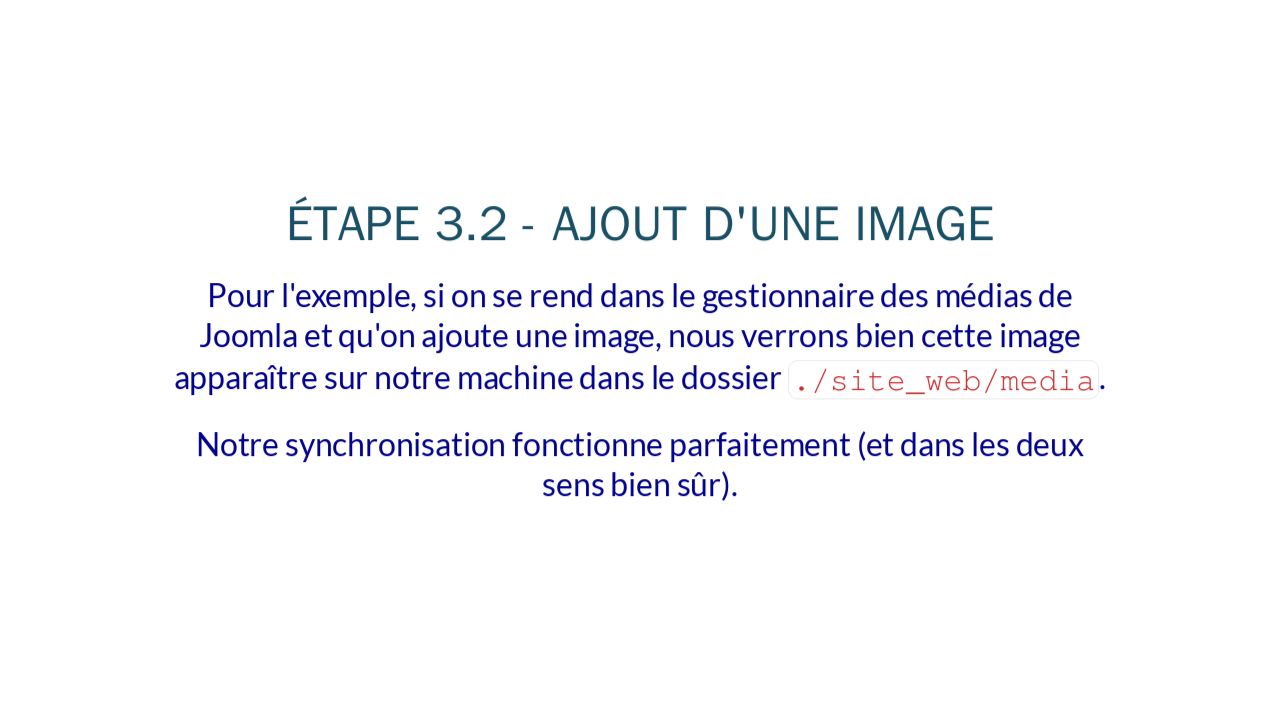 ÉTAPE 3.2 - AJOUT D'UNE IMAGE
Pour l'exemple, si on se rend dans le gestionnaire des médias de
Joomla et qu'on ajoute une image, nous verrons bien cette image
apparaître sur notre machine dans le dossier ./site_web/media.
Notre synchronisation fonctionne parfaitement (et dans les deux
sens bien sûr).